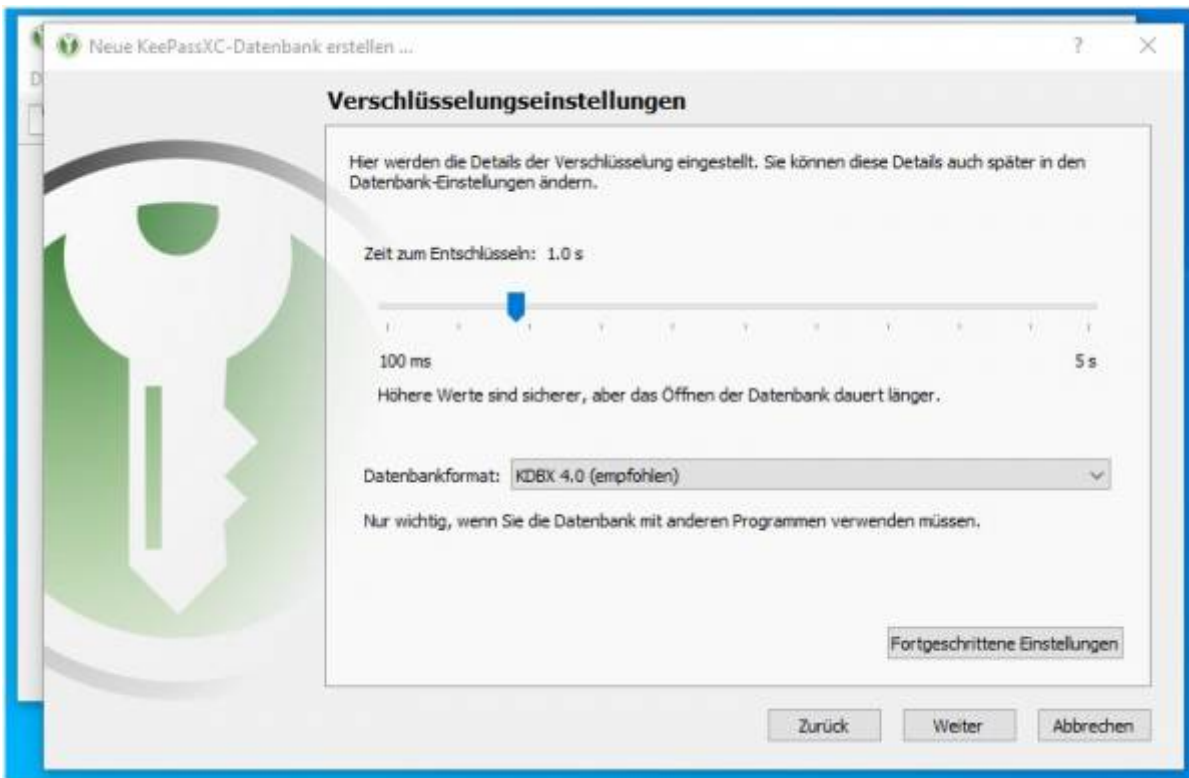 Neue KeePassXC-Datenbank erstellen ...
?
Verschlüsselungseinstellungen
Hier werden die Details der Verschlüsselung eingestellt. Sie können diese Details auch später in den
Datenbank-Einstellungen ändern.
Zeit zum Entschlüsseln: 1.0 s
100 ms 5 s
Höhere Werte sind sicherer, aber das Öffnen der Datenbank dauert länger.
Datenbankformat: KDBX 4.0 (empfohlen)
Nur wichtig, wenn Sie die Datenbank mit anderen Programmen verwenden müssen.
Fortgeschrittene Einstellungen
Zurück Weiter Abbrechen